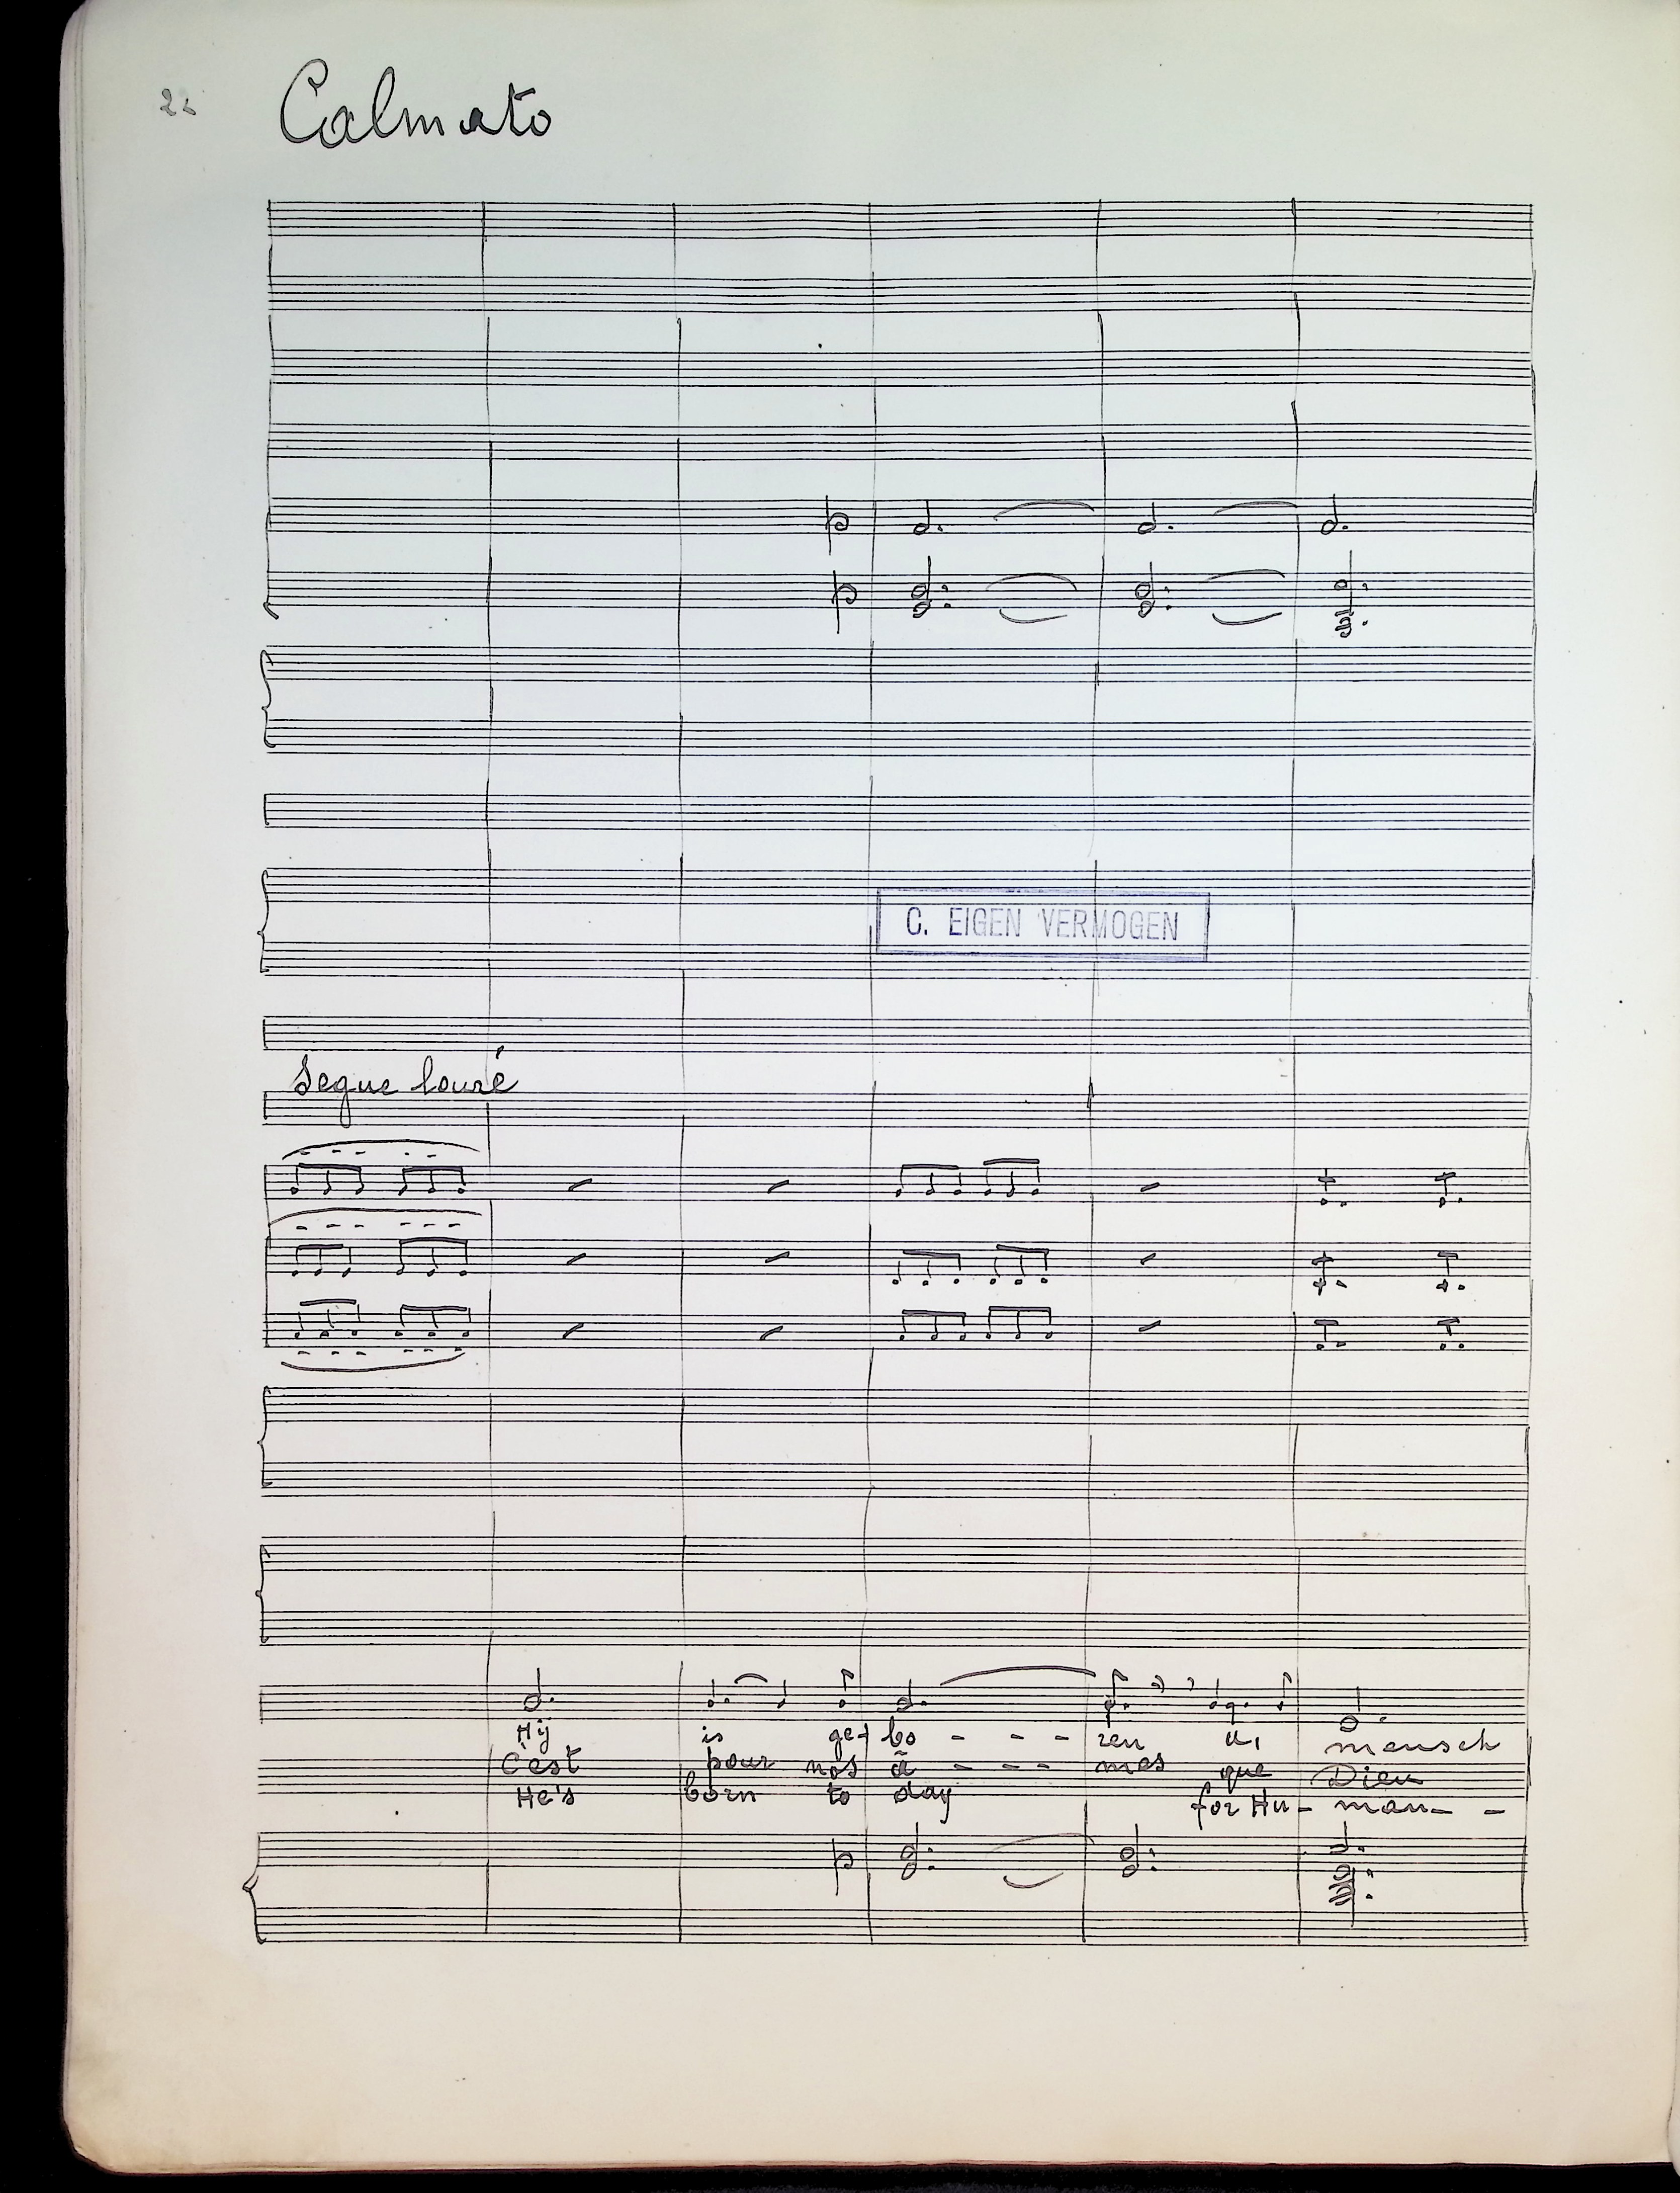 22
Calmato
C. EIGEN VERMOGEN
Segue louré
Hij is ge- bo - - - ren u, mensch
C'est pour nos â - - - mes que Dieu
He's born to day for Hu- man- -